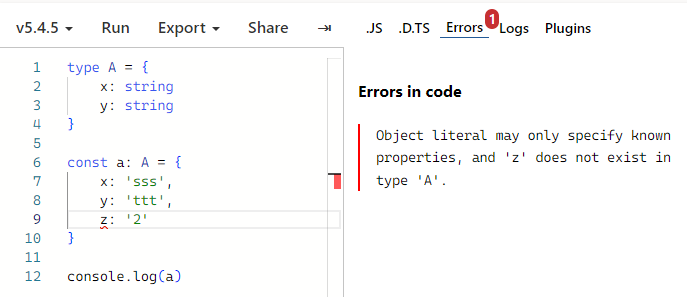 v5.4.5 Run Export Share .JS .D.TS Errors 1 Logs Plugins
1 type A = {
2     x: string
3     y: string
4 }
5
6 const a: A = {
7     x: 'sss',
8     y: 'ttt',
9     z: '2'
10 }
11
12 console.log(a)
Errors in code
Object literal may only specify known
properties, and 'z' does not exist in
type 'A'.